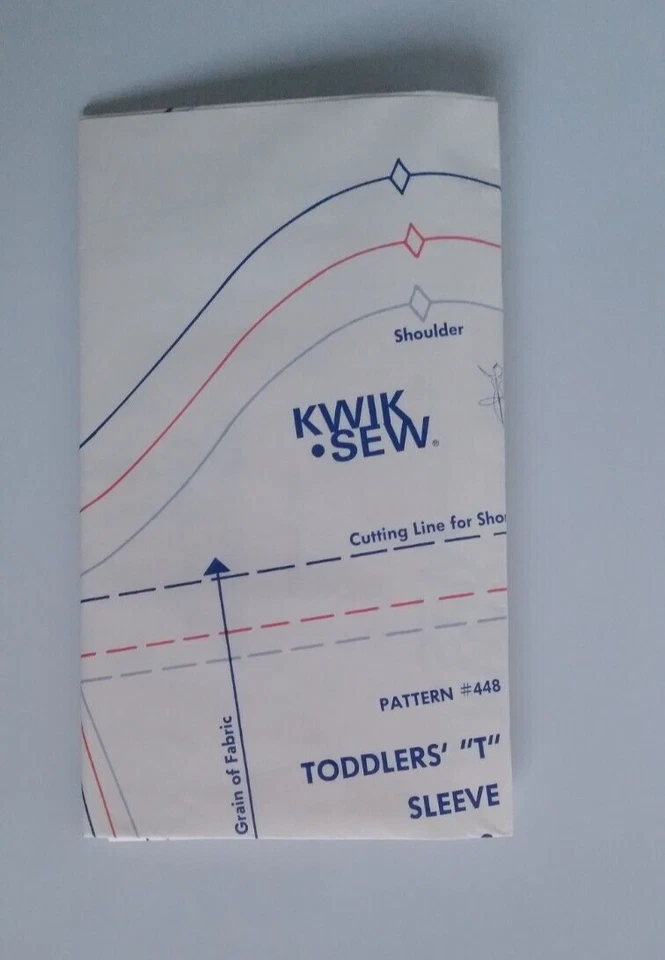 Shoulder
KWIK
•SEW®
Cutting Line for Sho
PATTERN #448
TODDLERS' "T"
SLEEVE
Grain of Fabric